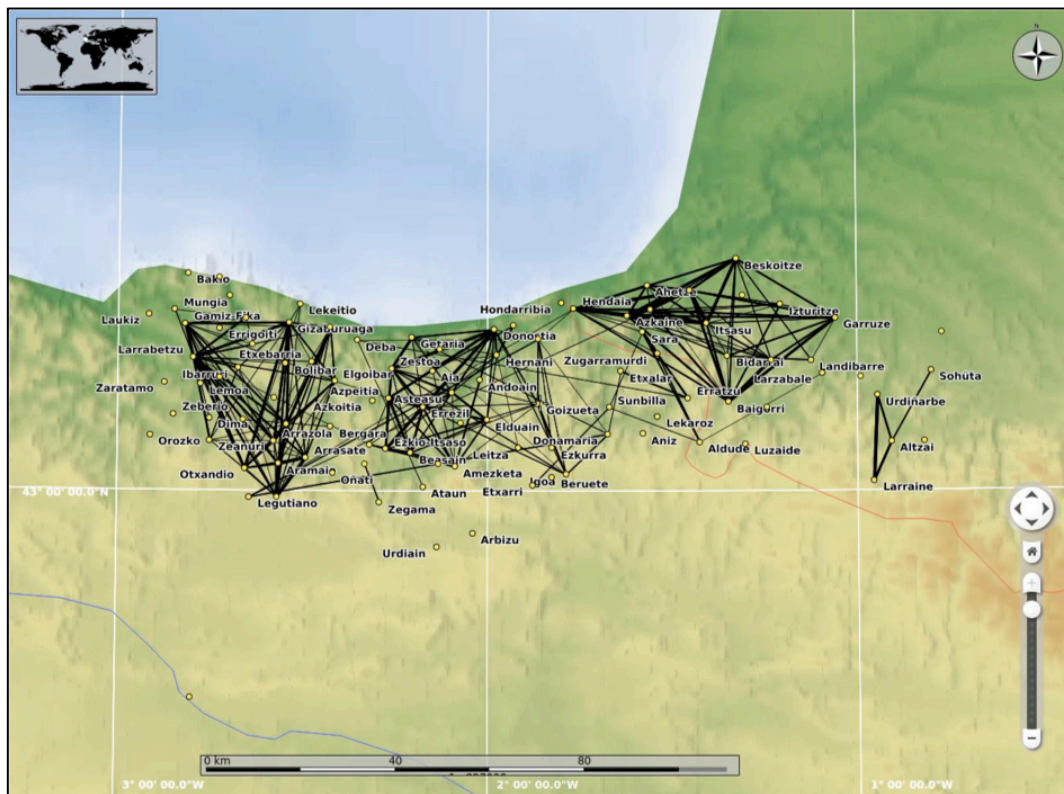 N
Beskoitze
Bakio
Ahetze
Mungia
Lekeitio
Hondarribia
Hendaia
Izturitze
Laukiz
Gamiz-Fika
Azkaine
Garruze
Errigoiti
Gizaburuaga
Donostia
Itsasu
Deba
Getaria
Sara
Larrabetzu
Etxebarria
Zestoa
Hernani
Zugarramurdi
Bidarrai
Ibarruri
Bolibar
Elgoibar
Aia
Etxalar
Larzabale
Landibarre
Sohüta
Zaratamo
Lemoa
Azpeitia
Andoain
Erratzu
Asteasu
Sunbilla
Urdiñarbe
Zeberio
Azkoitia
Errezil
Goizueta
Baigorri
Dima
Elduain
Lekaroz
Orozko
Arrazola
Bergara
Ezkio-Itsaso
Donamaria
Aniz
Altzai
Zeanuri
Arrasate
Leitza
Ezkurra
Aldude
Luzaide
Otxandio
Aramaio
Beasain
Amezketa
Oñati
Igoa
Beruete
Larraine
43° 00' 00.0"N
Ataun
Etxarri
Legutiano
Zegama
Arbizu
Urdiain
0 km
40
80
3° 00' 00.0"W
2° 00' 00.0"W
1° 00' 00.0"W